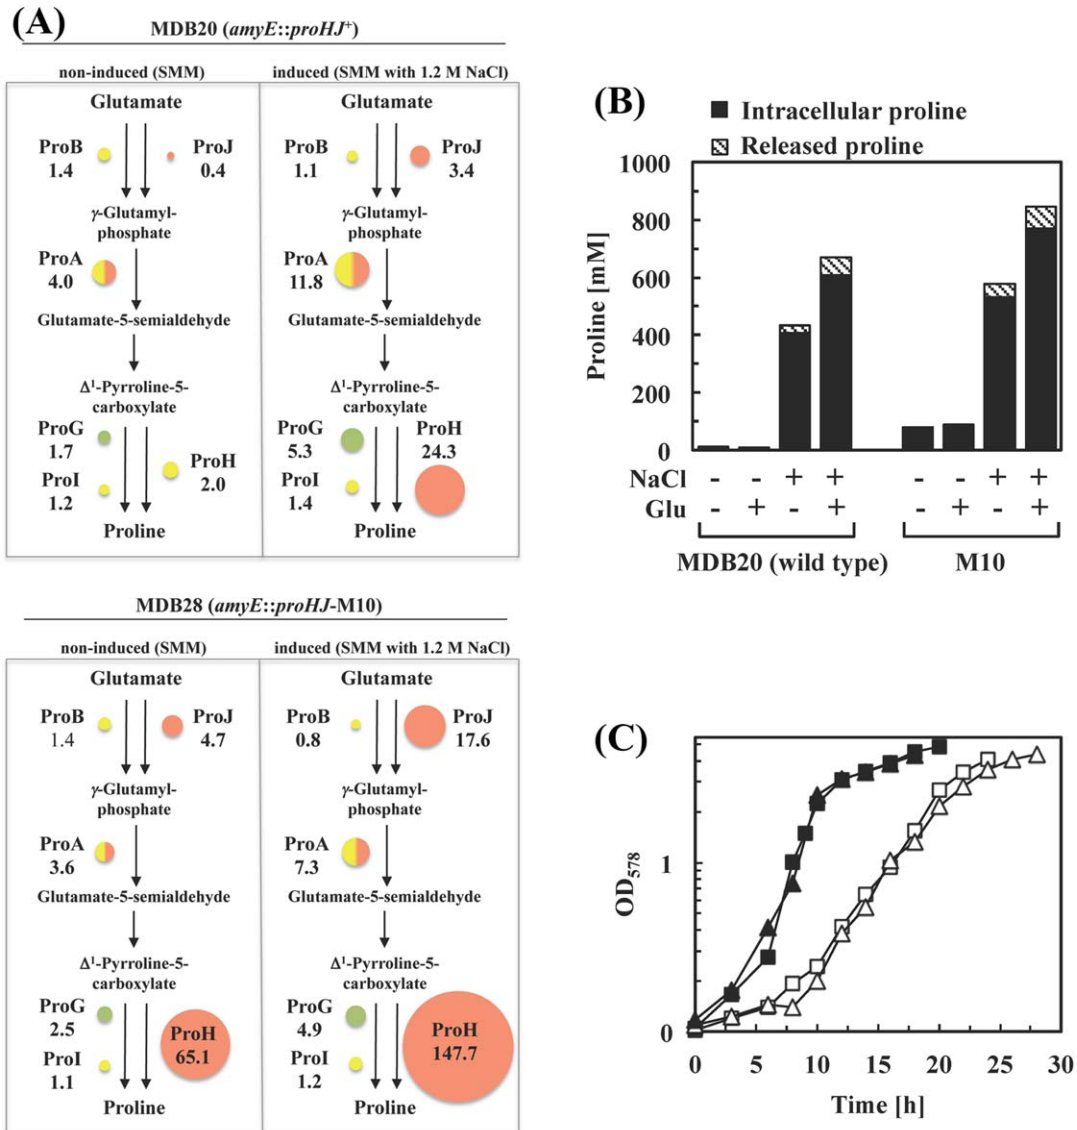 (A)
MDB20 (amyE::proHJ⁺)
non-induced (SMM)
Glutamate
ProB
1.4
ProJ
0.4
γ-Glutamyl-
phosphate
ProA
4.0
Glutamate-5-semialdehyde
Δ¹-Pyrroline-5-
carboxylate
ProG
1.7
ProI
1.2
ProH
2.0
Proline
induced (SMM with 1.2 M NaCl)
Glutamate
ProB
1.1
ProJ
3.4
γ-Glutamyl-
phosphate
ProA
11.8
Glutamate-5-semialdehyde
Δ¹-Pyrroline-5-
carboxylate
ProG
5.3
ProH
24.3
ProI
1.4
Proline
MDB28 (amyE::proHJ-M10)
non-induced (SMM)
Glutamate
ProB
1.4
ProJ
4.7
γ-Glutamyl-
phosphate
ProA
3.6
Glutamate-5-semialdehyde
Δ¹-Pyrroline-5-
carboxylate
ProG
2.5
ProI
1.1
ProH
65.1
Proline
induced (SMM with 1.2 M NaCl)
Glutamate
ProB
0.8
ProJ
17.6
γ-Glutamyl-
phosphate
ProA
7.3
Glutamate-5-semialdehyde
Δ¹-Pyrroline-5-
carboxylate
ProG
4.9
ProI
1.2
ProH
147.7
Proline
(B)
Intracellular proline
Released proline
Proline [mM]
1000
800
600
400
200
0
NaCl - - + + - - + +
Glu - + - + - + - +
MDB20 (wild type) M10
(C)
OD₅₇₈
1
0
0 5 10 15 20 25 30
Time [h]